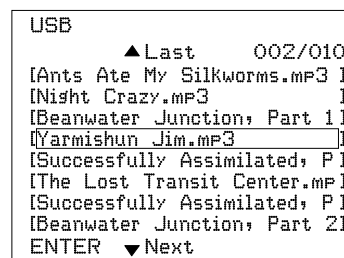 USB
▲Last 002/010
[Ants Ate My Silkworms.mp3 ]
[Night Crazy.mp3 ]
[Beanwater Junction, Part 1]
[Yarmishun Jim.mp3 ]
[Successfully Assimilated, P]
[The Lost Transit Center.mp]
[Successfully Assimilated, P]
[Beanwater Junction, Part 2]
ENTER ▼Next